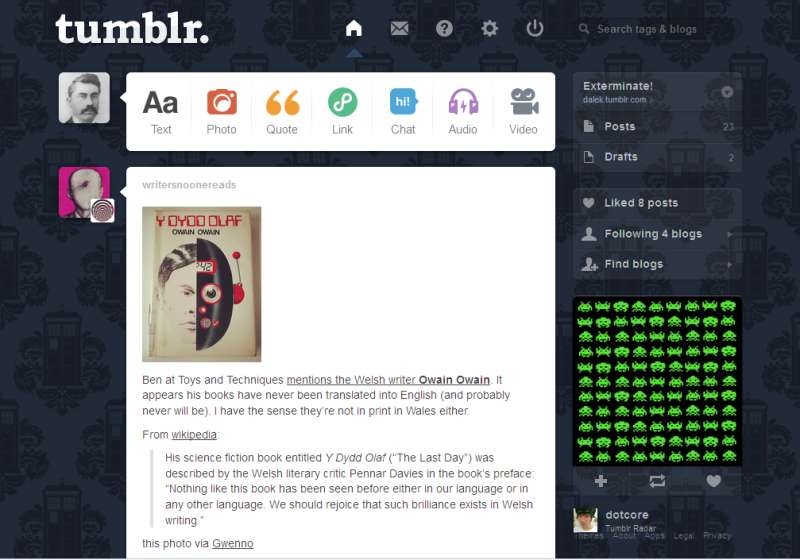 tumblr.
Search tags & blogs
Aa
hi!
Text
Photo
Quote
Link
Chat
Audio
Video
writersnoonereads
Y DYDD OLAF
OWAIN OWAIN
Ben at Toys and Techniques mentions the Welsh writer Owain Owain. It
appears his books have never been translated into English (and probably
never will be). I have the sense they're not in print in Wales either.
From wikipedia:
His science fiction book entitled Y Dydd Olaf (“The Last Day”) was
described by the Welsh literary critic Pennar Davies in the book's preface:
“Nothing like this book has been seen before either in our language or in
any other language. We should rejoice that such brilliance exists in Welsh
writing.”
this photo via Gwenno
Exterminate!
dalek.tumblr.com
Posts 23
Drafts 2
Liked 8 posts
Following 4 blogs
Find blogs
dotcore
Tumblr Radar
Themes About Apps Legal Privacy